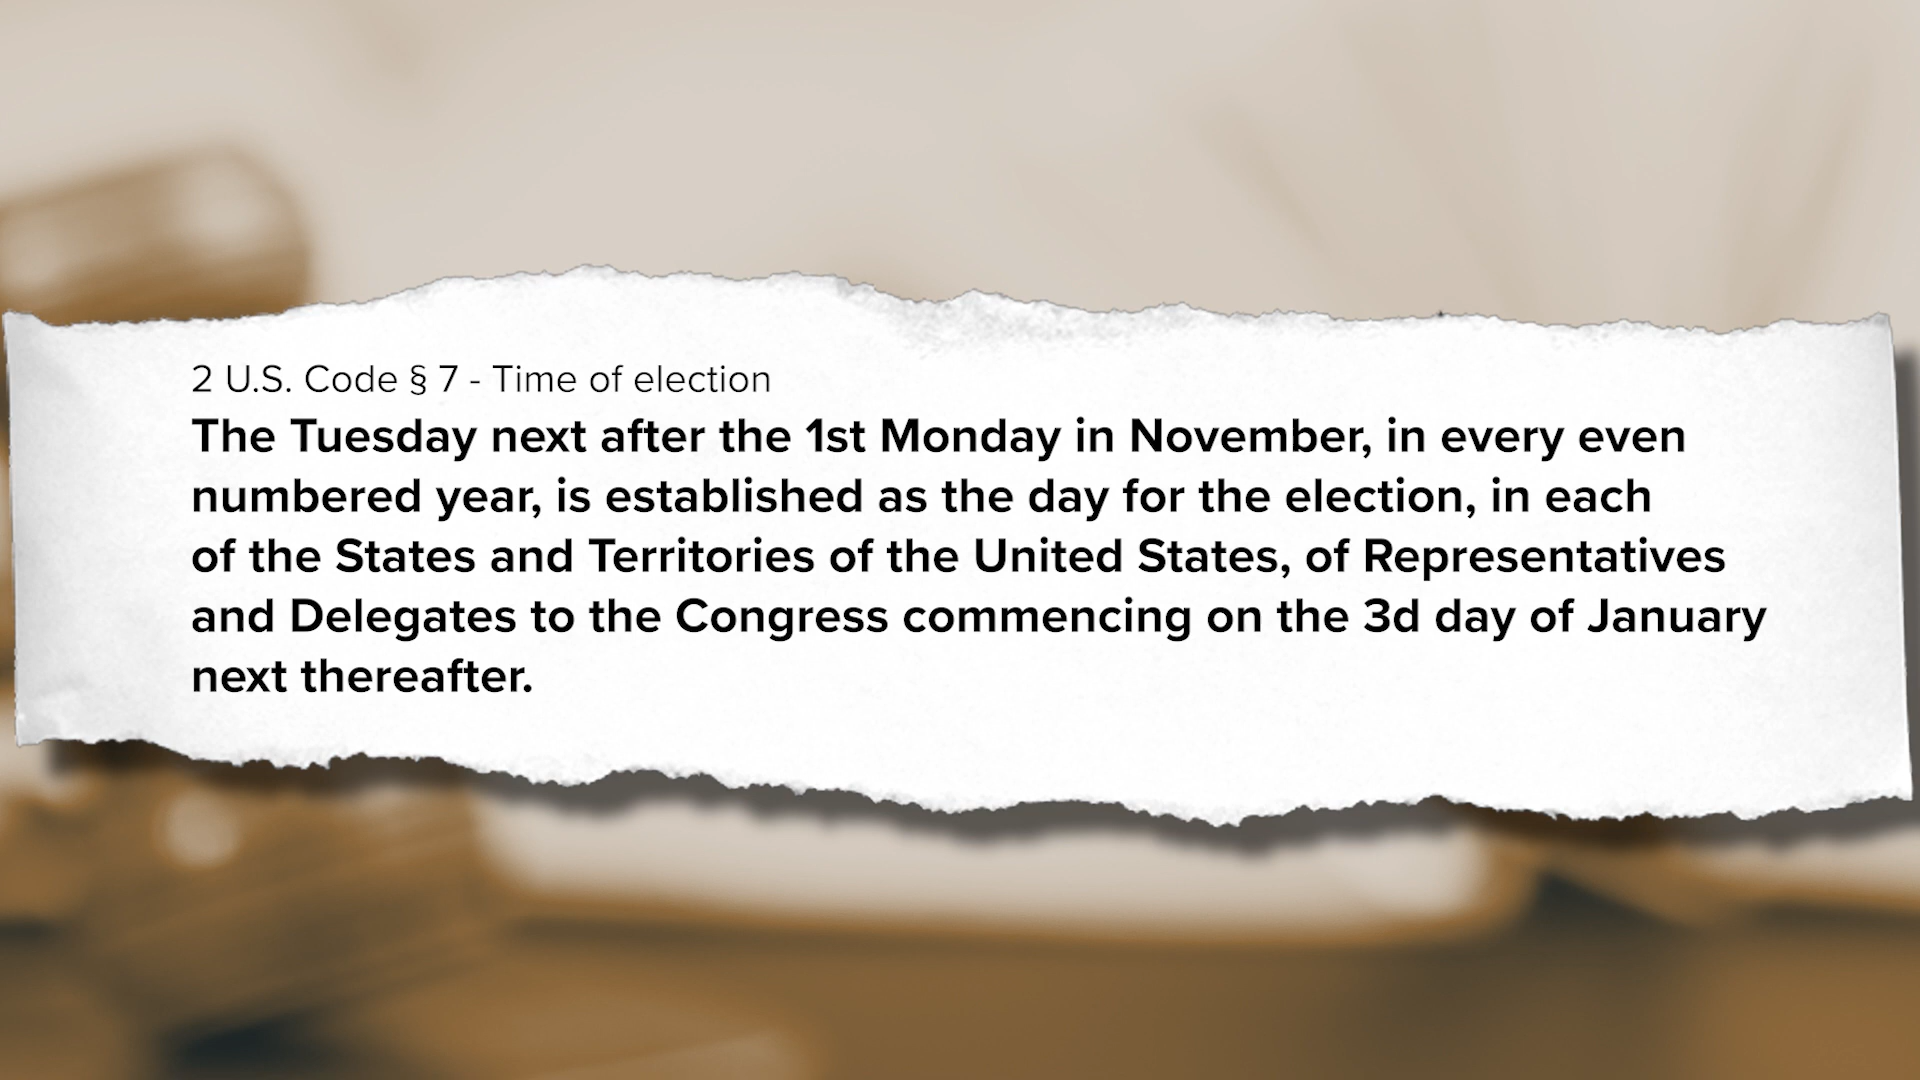 2 U.S. Code § 7 - Time of election
The Tuesday next after the 1st Monday in November, in every even
numbered year, is established as the day for the election, in each
of the States and Territories of the United States, of Representatives
and Delegates to the Congress commencing on the 3d day of January
next thereafter.